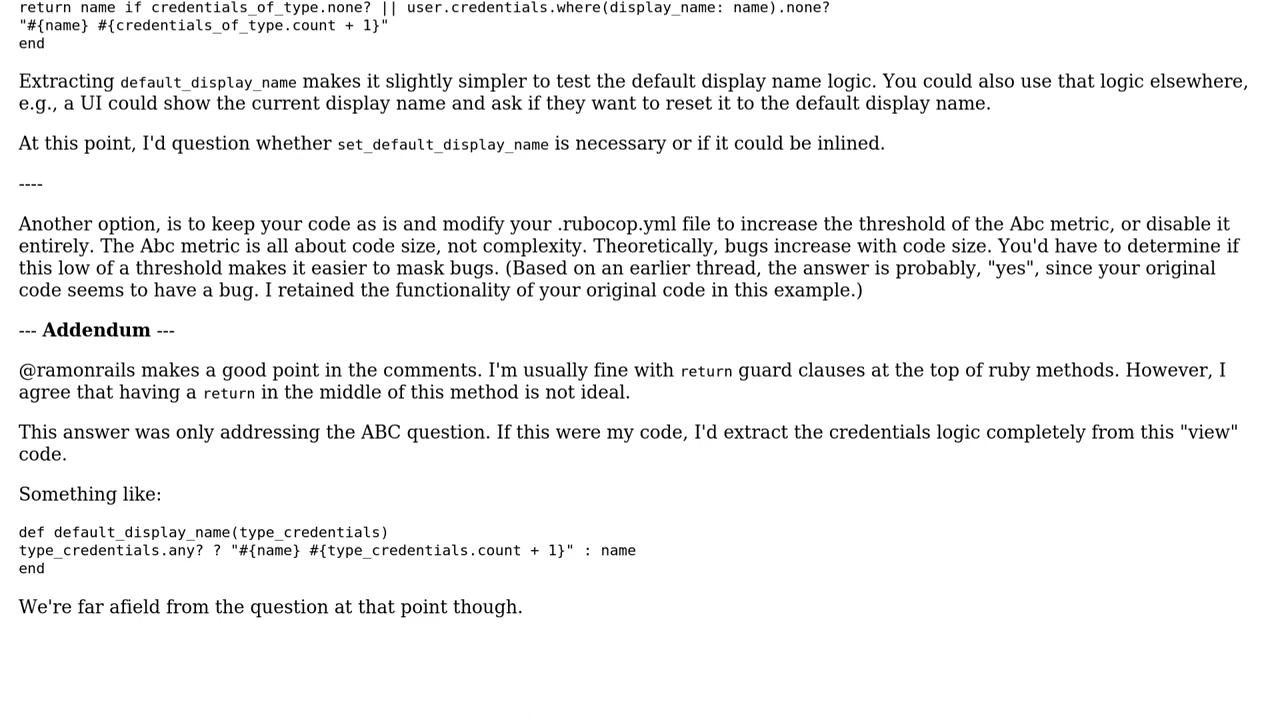 return name if credentials_of_type.none? || user.credentials.where(display_name: name).none?
"#{name} #{credentials_of_type.count + 1}"
end
Extracting default_display_name makes it slightly simpler to test the default display name logic. You could also use that logic elsewhere,
e.g., a UI could show the current display name and ask if they want to reset it to the default display name.
At this point, I'd question whether set_default_display_name is necessary or if it could be inlined.
----
Another option, is to keep your code as is and modify your .rubocop.yml file to increase the threshold of the Abc metric, or disable it
entirely. The Abc metric is all about code size, not complexity. Theoretically, bugs increase with code size. You'd have to determine if
this low of a threshold makes it easier to mask bugs. (Based on an earlier thread, the answer is probably, "yes", since your original
code seems to have a bug. I retained the functionality of your original code in this example.)
--- Addendum ---
@ramonrails makes a good point in the comments. I'm usually fine with return guard clauses at the top of ruby methods. However, I
agree that having a return in the middle of this method is not ideal.
This answer was only addressing the ABC question. If this were my code, I'd extract the credentials logic completely from this "view"
code.
Something like:
def default_display_name(type_credentials)
type_credentials.any? ? "#{name} #{type_credentials.count + 1}" : name
end
We're far afield from the question at that point though.